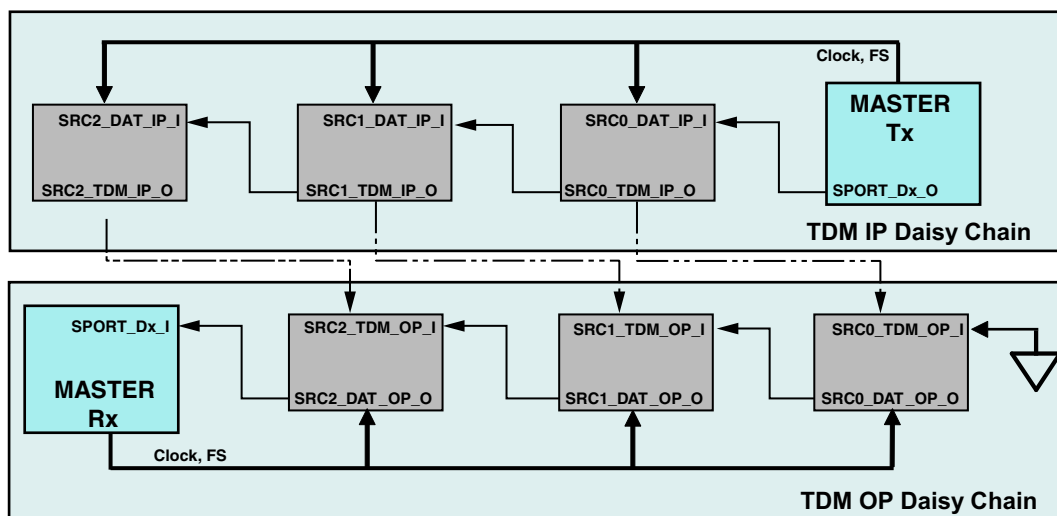 Clock, FS
MASTER
Tx
SRC2_DAT_IP_I
SRC1_DAT_IP_I
SRC0_DAT_IP_I
SRC2_TDM_IP_O
SRC1_TDM_IP_O
SRC0_TDM_IP_O
SPORT_Dx_O
TDM IP Daisy Chain
SPORT_Dx_I
SRC2_TDM_OP_I
SRC1_TDM_OP_I
SRC0_TDM_OP_I
MASTER
Rx
SRC2_DAT_OP_O
SRC1_DAT_OP_O
SRC0_DAT_OP_O
Clock, FS
TDM OP Daisy Chain